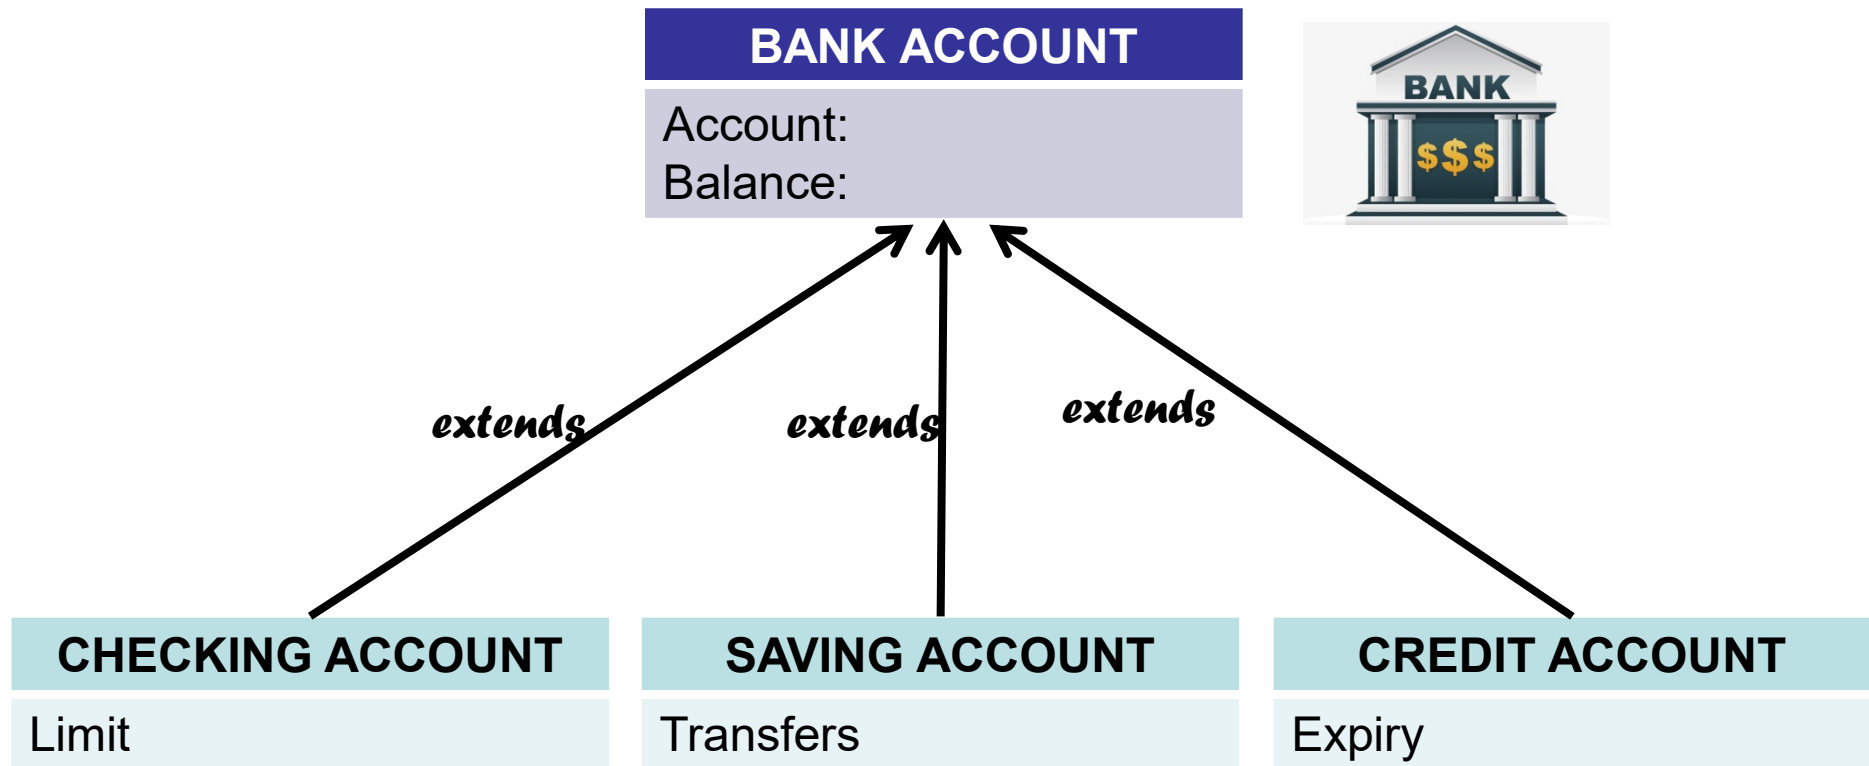 BANK ACCOUNT
BANK
$$$
Account:
Balance:
extends
extends
extends
CHECKING ACCOUNT
SAVING ACCOUNT
CREDIT ACCOUNT
Limit
Transfers
Expiry